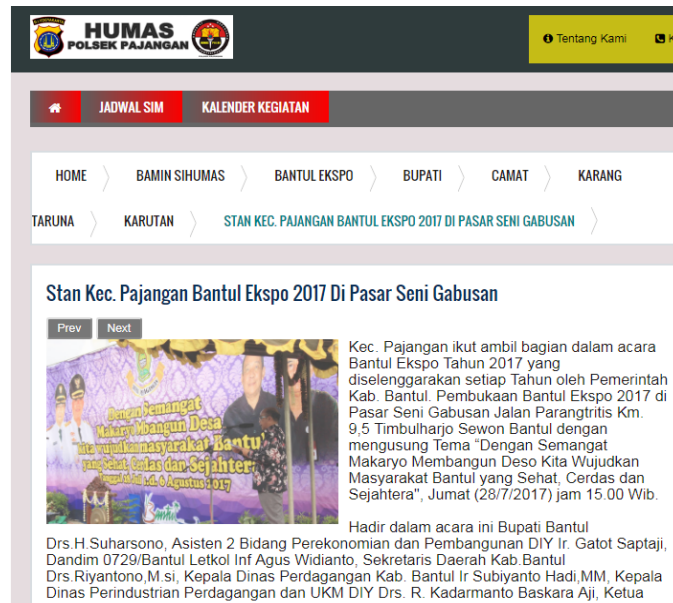 HUMAS
POLSEK PAJANGAN
Tentang Kami K
JADWAL SIM KALENDER KEGIATAN
HOME BAMIN SIHUMAS BANTUL EKSPO BUPATI CAMAT KARANG
TARUNA KARUTAN STAN KEC. PAJANGAN BANTUL EKSPO 2017 DI PASAR SENI GABUSAN
Stan Kec. Pajangan Bantul Ekspo 2017 Di Pasar Seni Gabusan
Prev Next
Dengan Semangat
Makaryo Mbangun Desa
kita wujudkan masyarakat Bantul
yang Sehat, Cerdas dan Sejahtera
Tanggal 28 Juli s.d. 6 Agustus 2017
Kec. Pajangan ikut ambil bagian dalam acara
Bantul Ekspo Tahun 2017 yang
diselenggarakan setiap Tahun oleh Pemerintah
Kab. Bantul. Pembukaan Bantul Ekspo 2017 di
Pasar Seni Gabusan Jalan Parangtritis Km.
9,5 Timbulharjo Sewon Bantul dengan
mengusung Tema “Dengan Semangat
Makaryo Membangun Deso Kita Wujudkan
Masyarakat Bantul yang Sehat, Cerdas dan
Sejahtera", Jumat (28/7/2017) jam 15.00 Wib.
Hadir dalam acara ini Bupati Bantul
Drs.H.Suharsono, Asisten 2 Bidang Perekonomian dan Pembangunan DIY Ir. Gatot Saptaji,
Dandim 0729/Bantul Letkol Inf Agus Widianto, Sekretaris Daerah Kab.Bantul
Drs.Riyantono,M.si, Kepala Dinas Perdagangan Kab. Bantul Ir Subiyanto Hadi,MM, Kepala
Dinas Perindustrian Perdagangan dan UKM DIY Drs. R. Kadarmanto Baskara Aji, Ketua